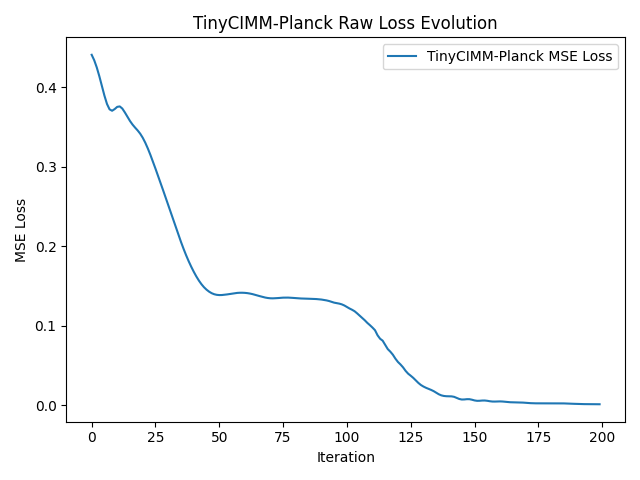 TinyCIMM-Planck Raw Loss Evolution
TinyCIMM-Planck MSE Loss
MSE Loss
0.4
0.3
0.2
0.1
0.0
0 25 50 75 100 125 150 175 200
Iteration